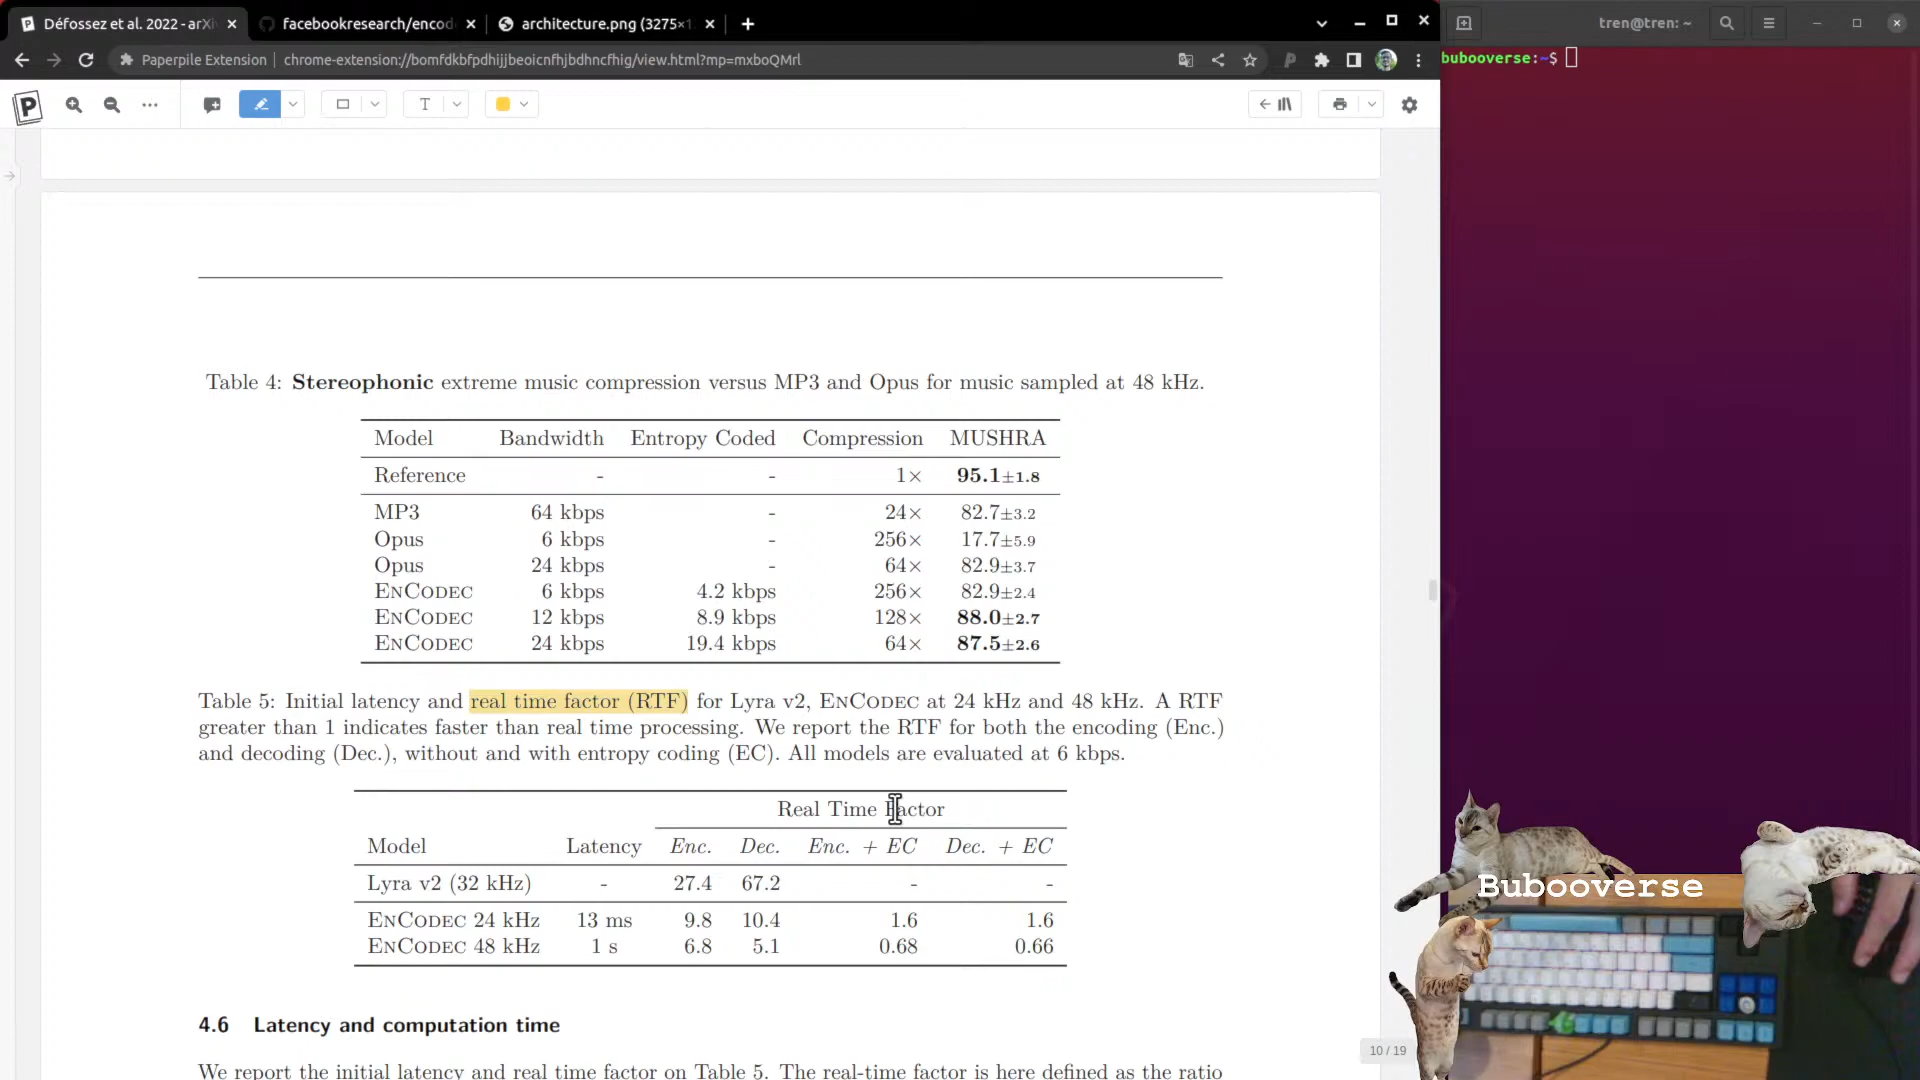 Défossez et al. 2022 - arXi
facebookresearch/encod
architecture.png (3275×1
tren@tren: ~
Paperpile Extension
chrome-extension://bomfdkbfpdhijjbeoicnfhjbdhncfhig/view.html?mp=mxboQMrl
bubooverse:~$
Table 4: Stereophonic extreme music compression versus MP3 and Opus for music sampled at 48 kHz.
Model Bandwidth Entropy Coded Compression MUSHRA
Reference - - 1× 95.1±1.8
MP3 64 kbps - 24× 82.7±3.2
Opus 6 kbps - 256× 17.7±5.9
Opus 24 kbps - 64× 82.9±3.7
ENCODEC 6 kbps 4.2 kbps 256× 82.9±2.4
ENCODEC 12 kbps 8.9 kbps 128× 88.0±2.7
ENCODEC 24 kbps 19.4 kbps 64× 87.5±2.6
Table 5: Initial latency and real time factor (RTF) for Lyra v2, ENCODEC at 24 kHz and 48 kHz. A RTF
greater than 1 indicates faster than real time processing. We report the RTF for both the encoding (Enc.)
and decoding (Dec.), without and with entropy coding (EC). All models are evaluated at 6 kbps.
Real Time Factor
Model Latency Enc. Dec. Enc. + EC Dec. + EC
Lyra v2 (32 kHz) - 27.4 67.2 - -
ENCODEC 24 kHz 13 ms 9.8 10.4 1.6 1.6
ENCODEC 48 kHz 1 s 6.8 5.1 0.68 0.66
Bubooverse
4.6 Latency and computation time
10 / 19
We report the initial latency and real time factor on Table 5. The real-time factor is here defined as the ratio